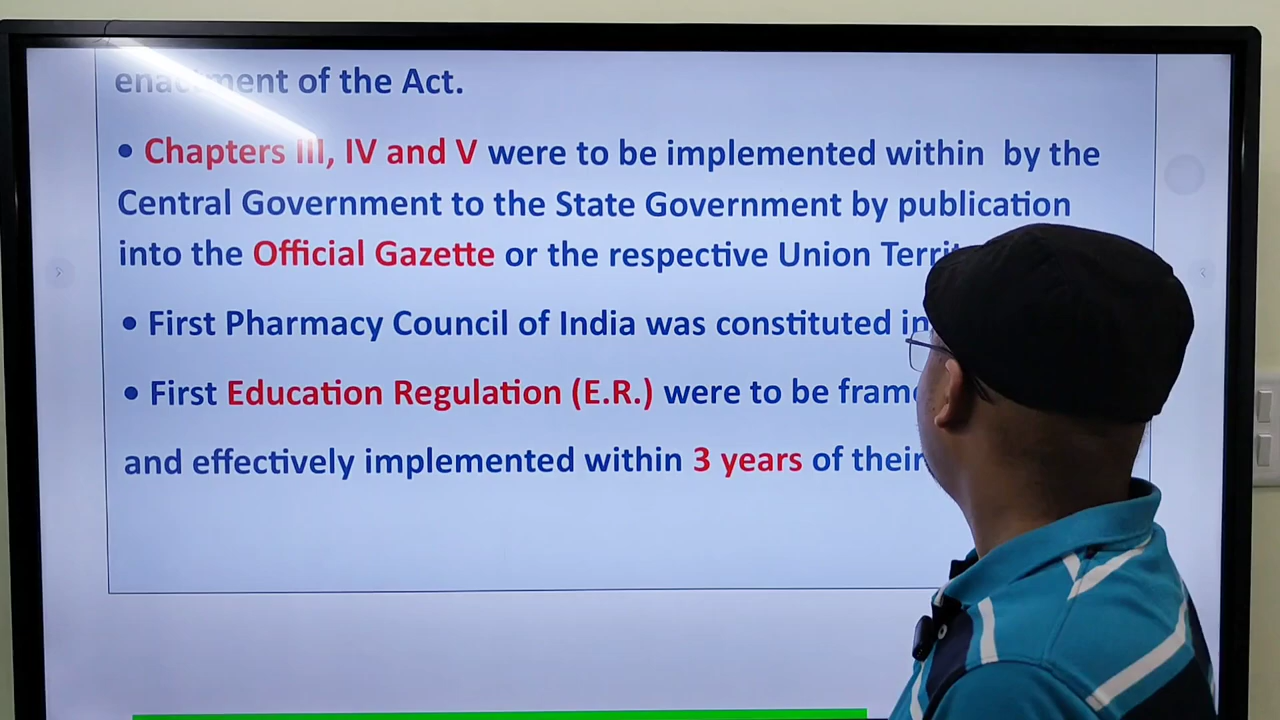 enactment of the Act.
• Chapters III, IV and V were to be implemented within by the
Central Government to the State Government by publication
into the Official Gazette or the respective Union
• First Pharmacy Council of India was constituted in
• First Education Regulation (E.R.) were to be
and effectively implemented within 3 years of their